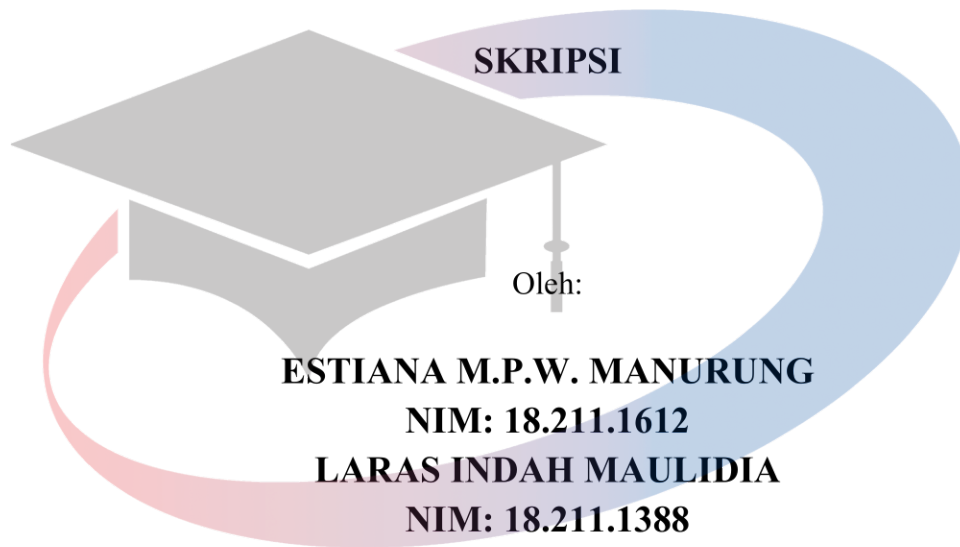 SKRIPSI
Oleh:
ESTIANA M.P.W. MANURUNG
NIM: 18.211.1612
LARAS INDAH MAULIDIA
NIM: 18.211.1388